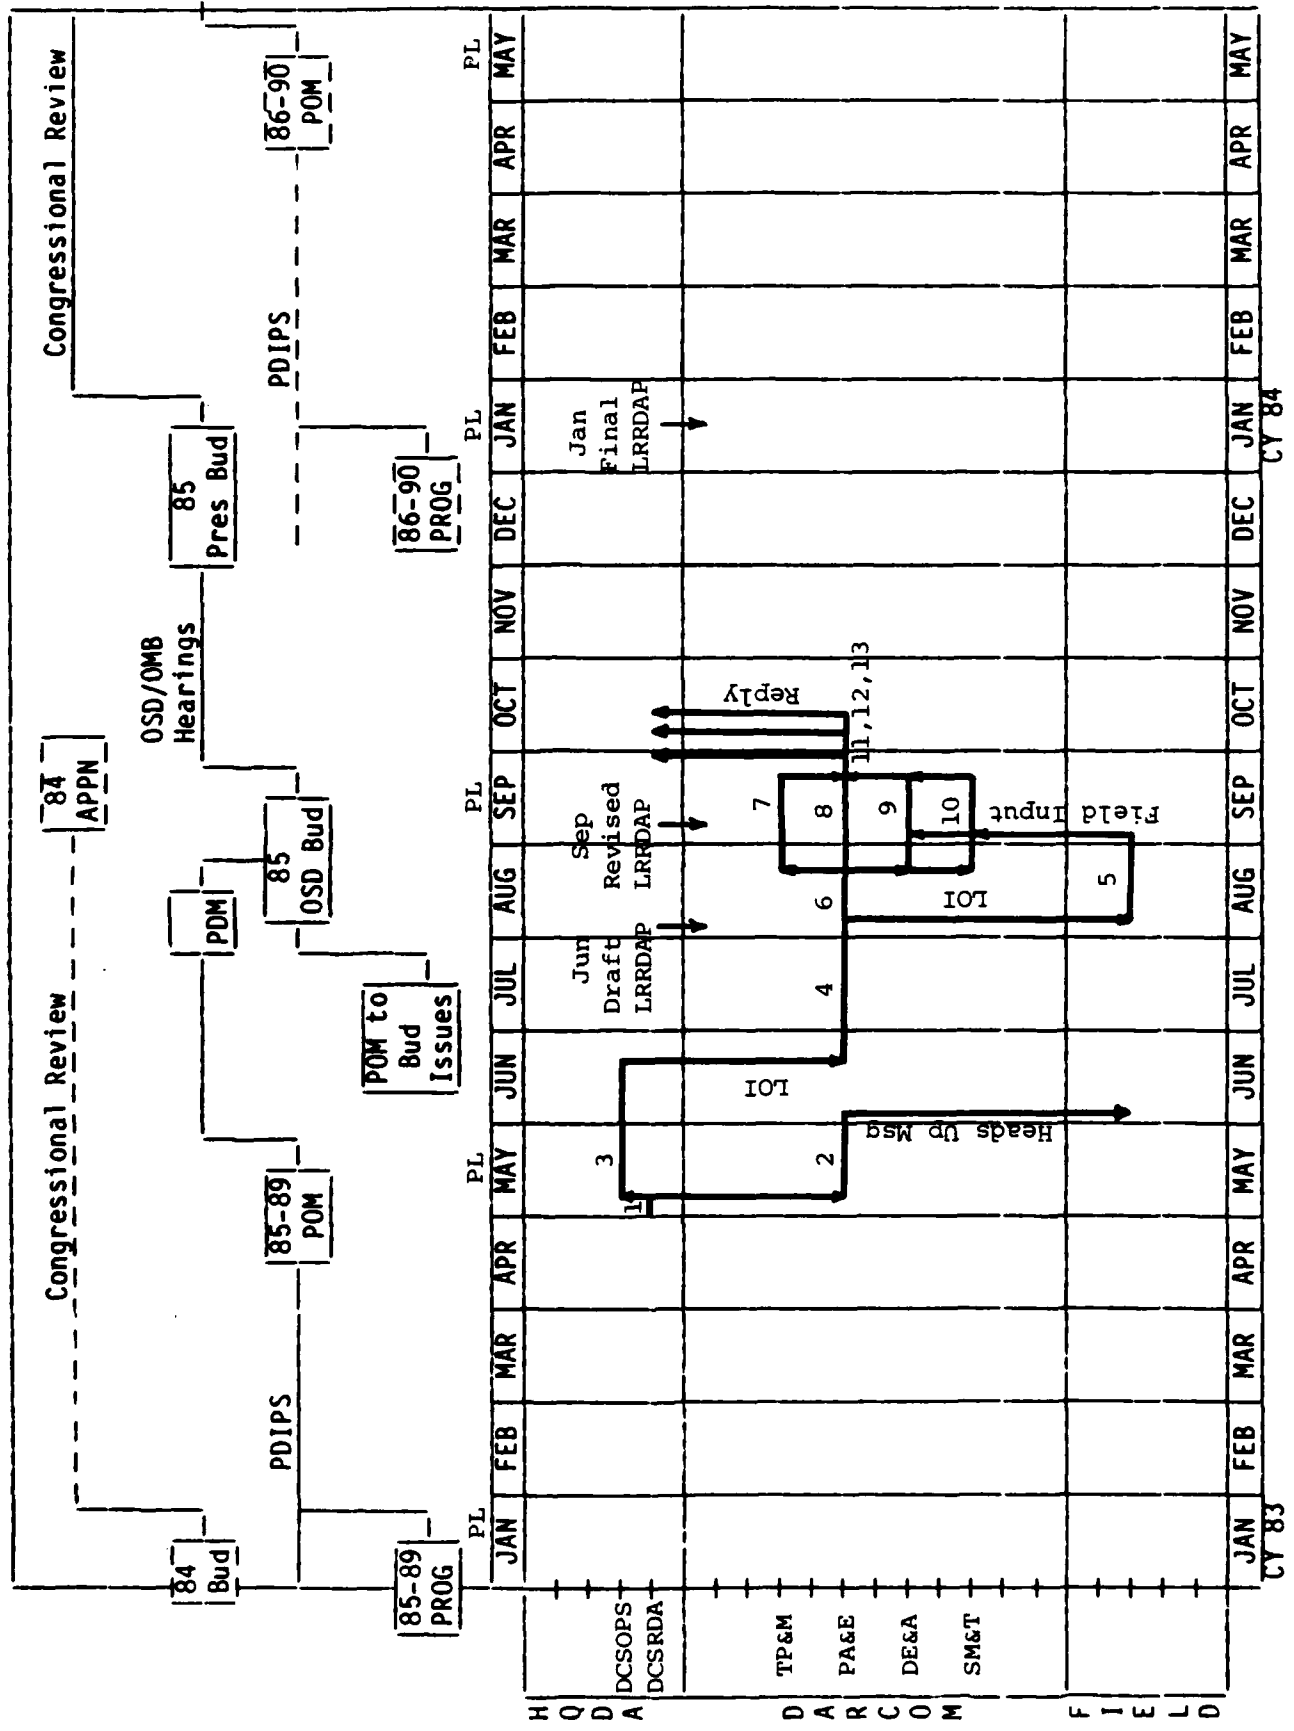 Congressional Review
Congressional Review
84
APPN
84
Bud
PDM
OSD/OMB
Hearings
85
Pres Bud
PDIPS
85-89
POM
85
OSD Bud
PDIPS
86-90
POM
85-89
PROG
POM to
Bud
Issues
86-90
PROG
PL
PL
PL
PL
PL
JAN
FEB
MAR
APR
MAY
JUN
JUL
AUG
SEP
OCT
NOV
DEC
JAN
FEB
MAR
APR
MAY
HQDA
DCSOPS
DCSRDA
1
3
Jun
Draft
LRRDAP
Sep
Revised
LRRDAP
Jan
Final
LRRDAP
LOI
Reply
DARCOM
TP&M
PA&E
DE&A
SM&T
2
4
6
7
8
9
10
11,12,13
Heads Up Msg
LOI
Field Input
FIELD
5
JAN
FEB
MAR
APR
MAY
JUN
JUL
AUG
SEP
OCT
NOV
DEC
JAN
FEB
MAR
APR
MAY
CY 83
CY 84